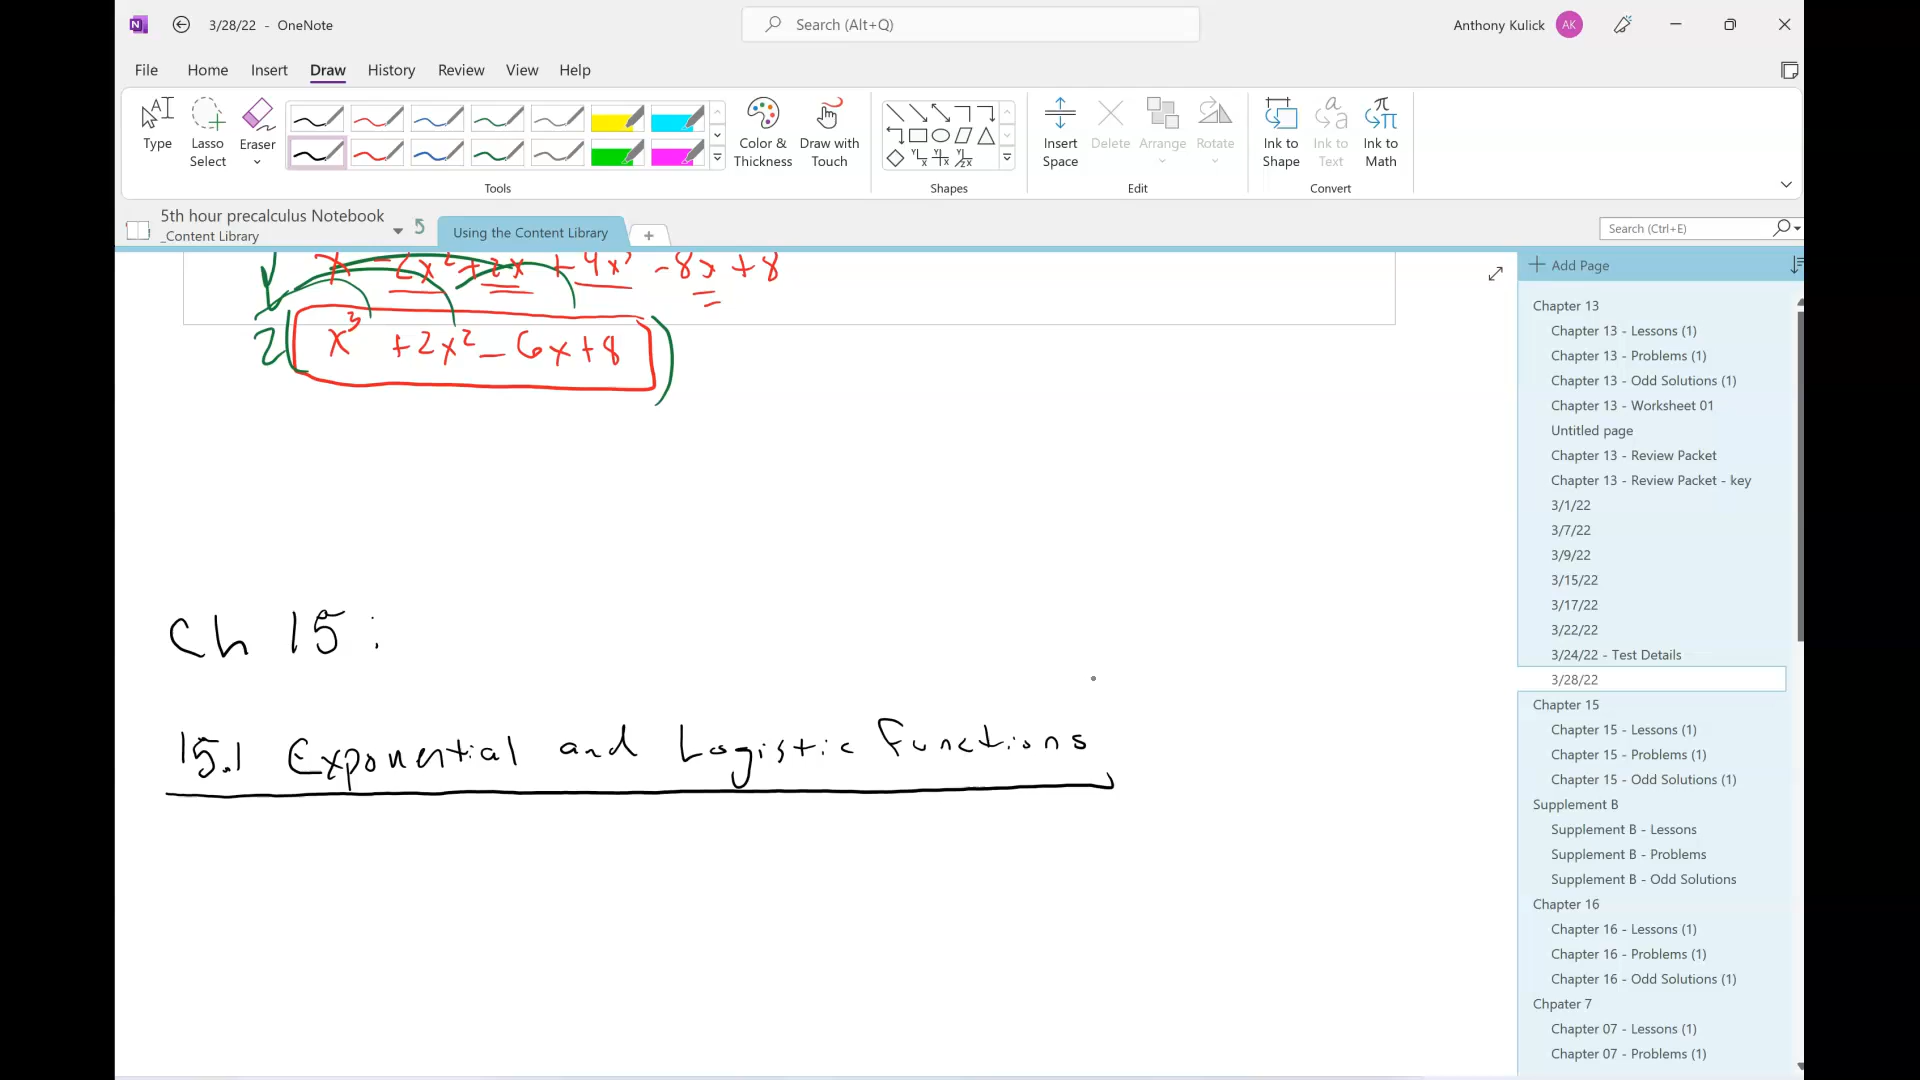 3/28/22 - OneNote
Search (Alt+Q)
Anthony Kulick AK
File Home Insert Draw History Review View Help
Type
Lasso Select
Eraser
Color & Thickness
Draw with Touch
Insert Space
Delete
Arrange
Rotate
Ink to Shape
Ink to Text
Ink to Math
Tools Shapes Edit Convert
5th hour precalculus Notebook
_Content Library
Using the Content Library
Search (Ctrl+E)
+ 4x² - 8x + 8
2(x³ + 2x² - 6x + 8)
Ch 15:
15.1 Exponential and Logistic Functions
Add Page
Chapter 13
Chapter 13 - Lessons (1)
Chapter 13 - Problems (1)
Chapter 13 - Odd Solutions (1)
Chapter 13 - Worksheet 01
Untitled page
Chapter 13 - Review Packet
Chapter 13 - Review Packet - key
3/1/22
3/7/22
3/9/22
3/15/22
3/17/22
3/22/22
3/24/22 - Test Details
3/28/22
Chapter 15
Chapter 15 - Lessons (1)
Chapter 15 - Problems (1)
Chapter 15 - Odd Solutions (1)
Supplement B
Supplement B - Lessons
Supplement B - Problems
Supplement B - Odd Solutions
Chapter 16
Chapter 16 - Lessons (1)
Chapter 16 - Problems (1)
Chapter 16 - Odd Solutions (1)
Chpater 7
Chapter 07 - Lessons (1)
Chapter 07 - Problems (1)